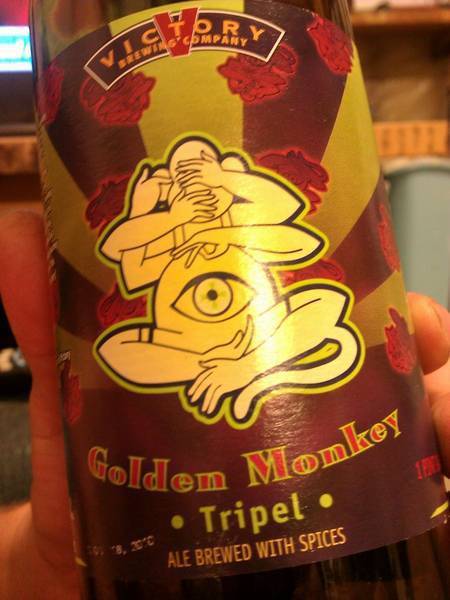 VICTORY
BREWING COMPANY
Golden Monkey
• Tripel •
ALE BREWED WITH SPICES